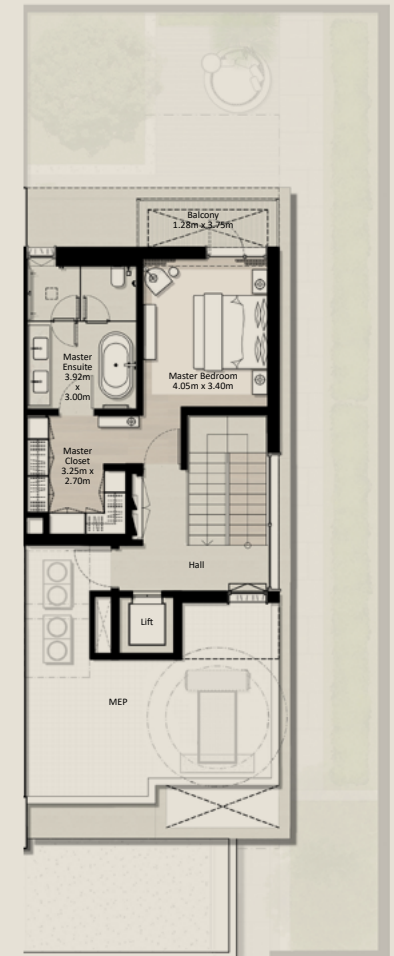 Balcony
1.28m x 3.75m
Master
Ensuite
3.92m
x
3.00m
Master Bedroom
4.05m x 3.40m
Master
Closet
3.25m x
2.70m
Hall
Lift
MEP